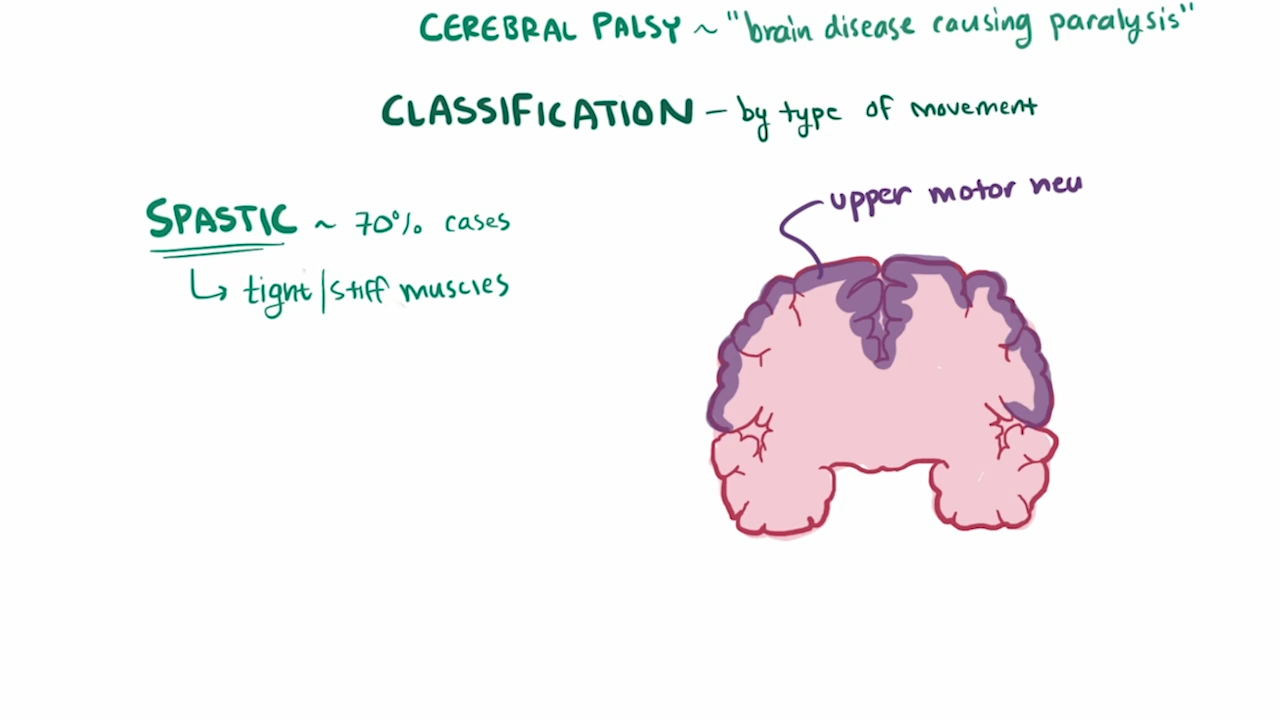 CEREBRAL PALSY ~ "brain disease causing paralysis"
CLASSIFICATION - by type of movement
SPASTIC ~ 70% cases
↳ tight/stiff muscles
upper motor neu